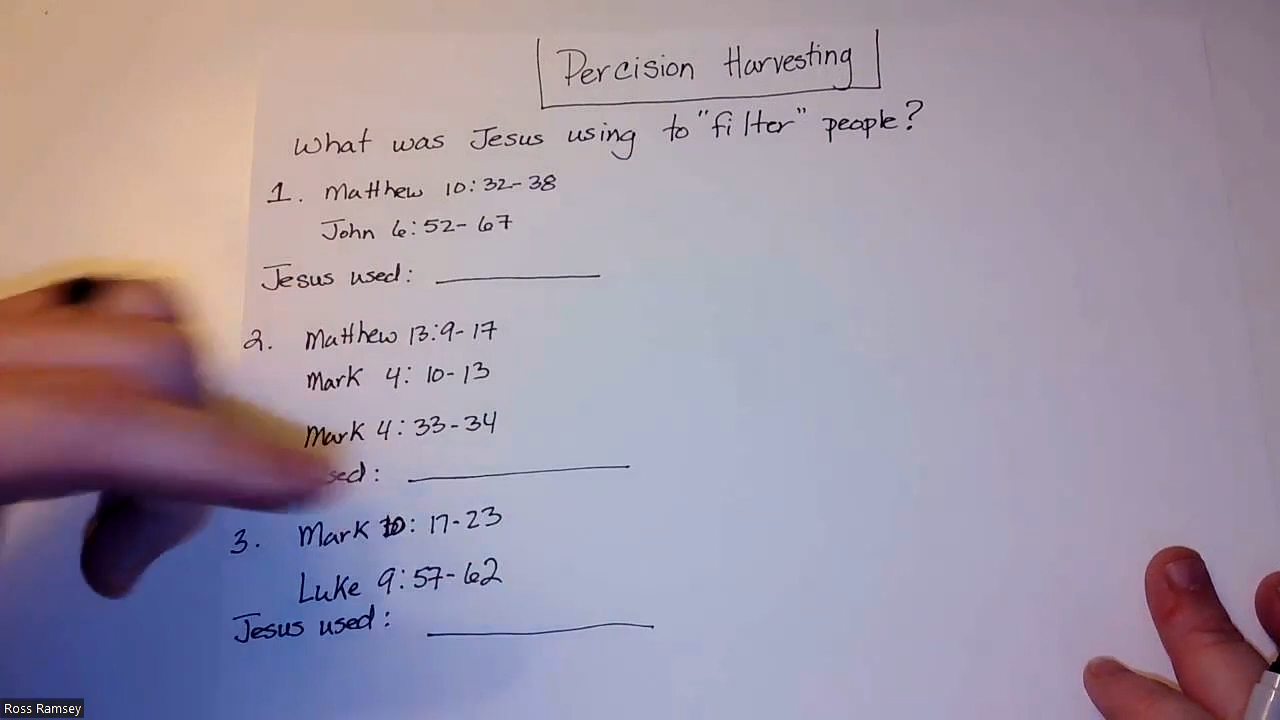 Percision Harvesting
What was Jesus using to "filter" people?
1. Matthew 10:32-38
John 6:52-67
Jesus used:
2. Matthew 13:9-17
Mark 4:10-13
Mark 4:33-34
sed:
3. Mark 10:17-23
Luke 9:57-62
Jesus used:
Ross Ramsey